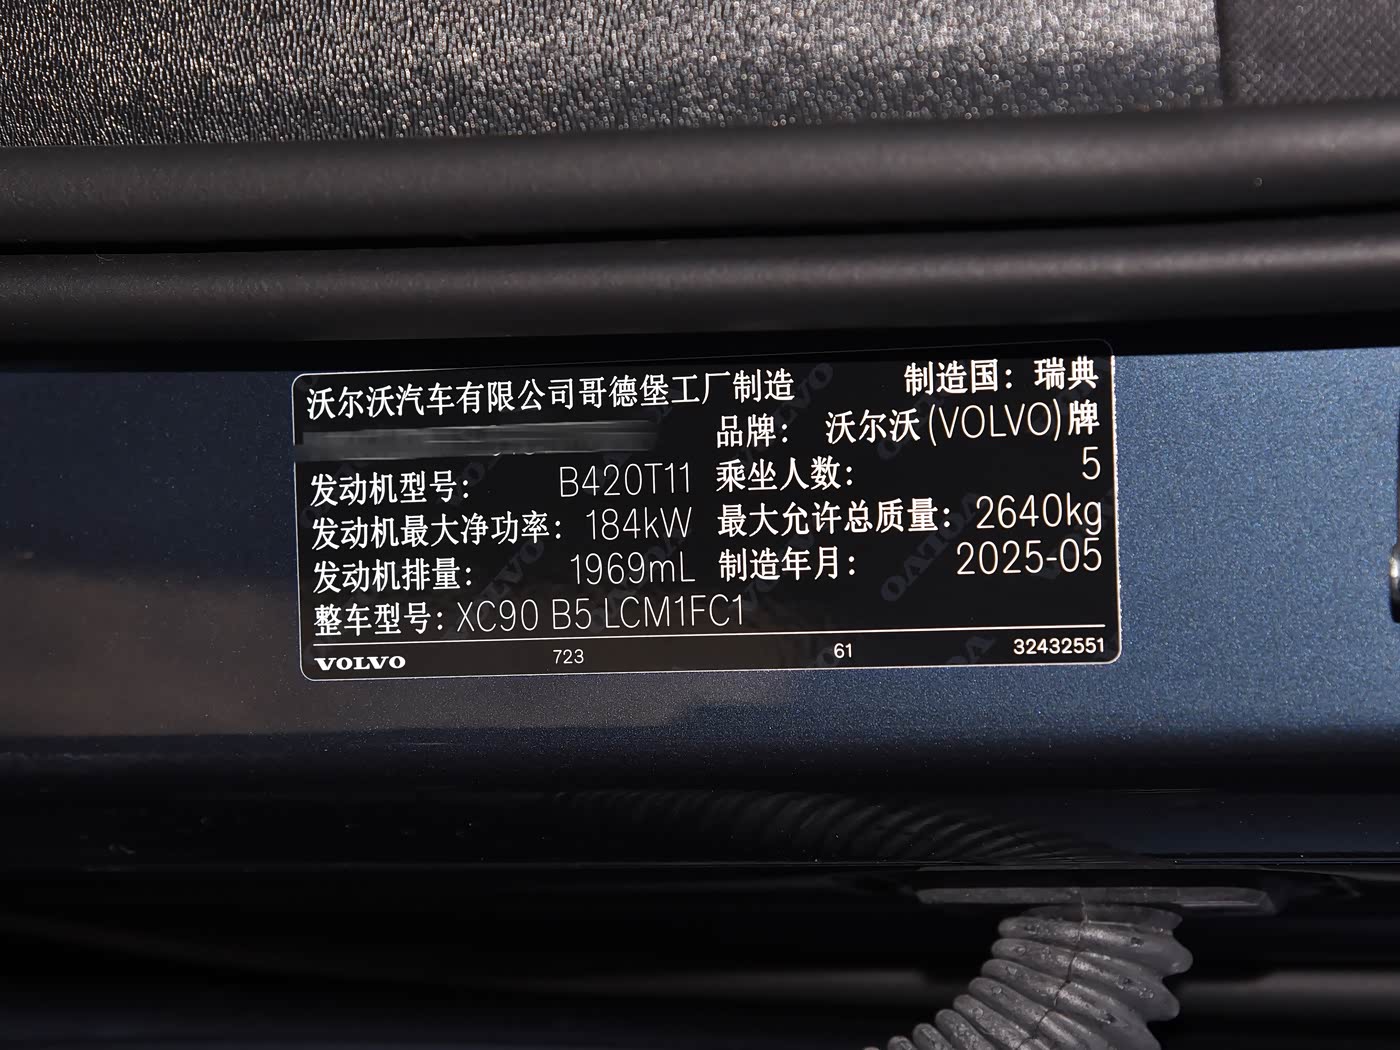 沃尔沃汽车有限公司哥德堡工厂制造 制造国：瑞典
品牌： 沃尔沃(VOLVO)牌
发动机型号： B420T11 乘坐人数： 5
发动机最大净功率：184kW 最大允许总质量：2640kg
发动机排量： 1969mL 制造年月： 2025-05
整车型号：XC90 B5 LCM1FC1
VOLVO 723 61 32432551